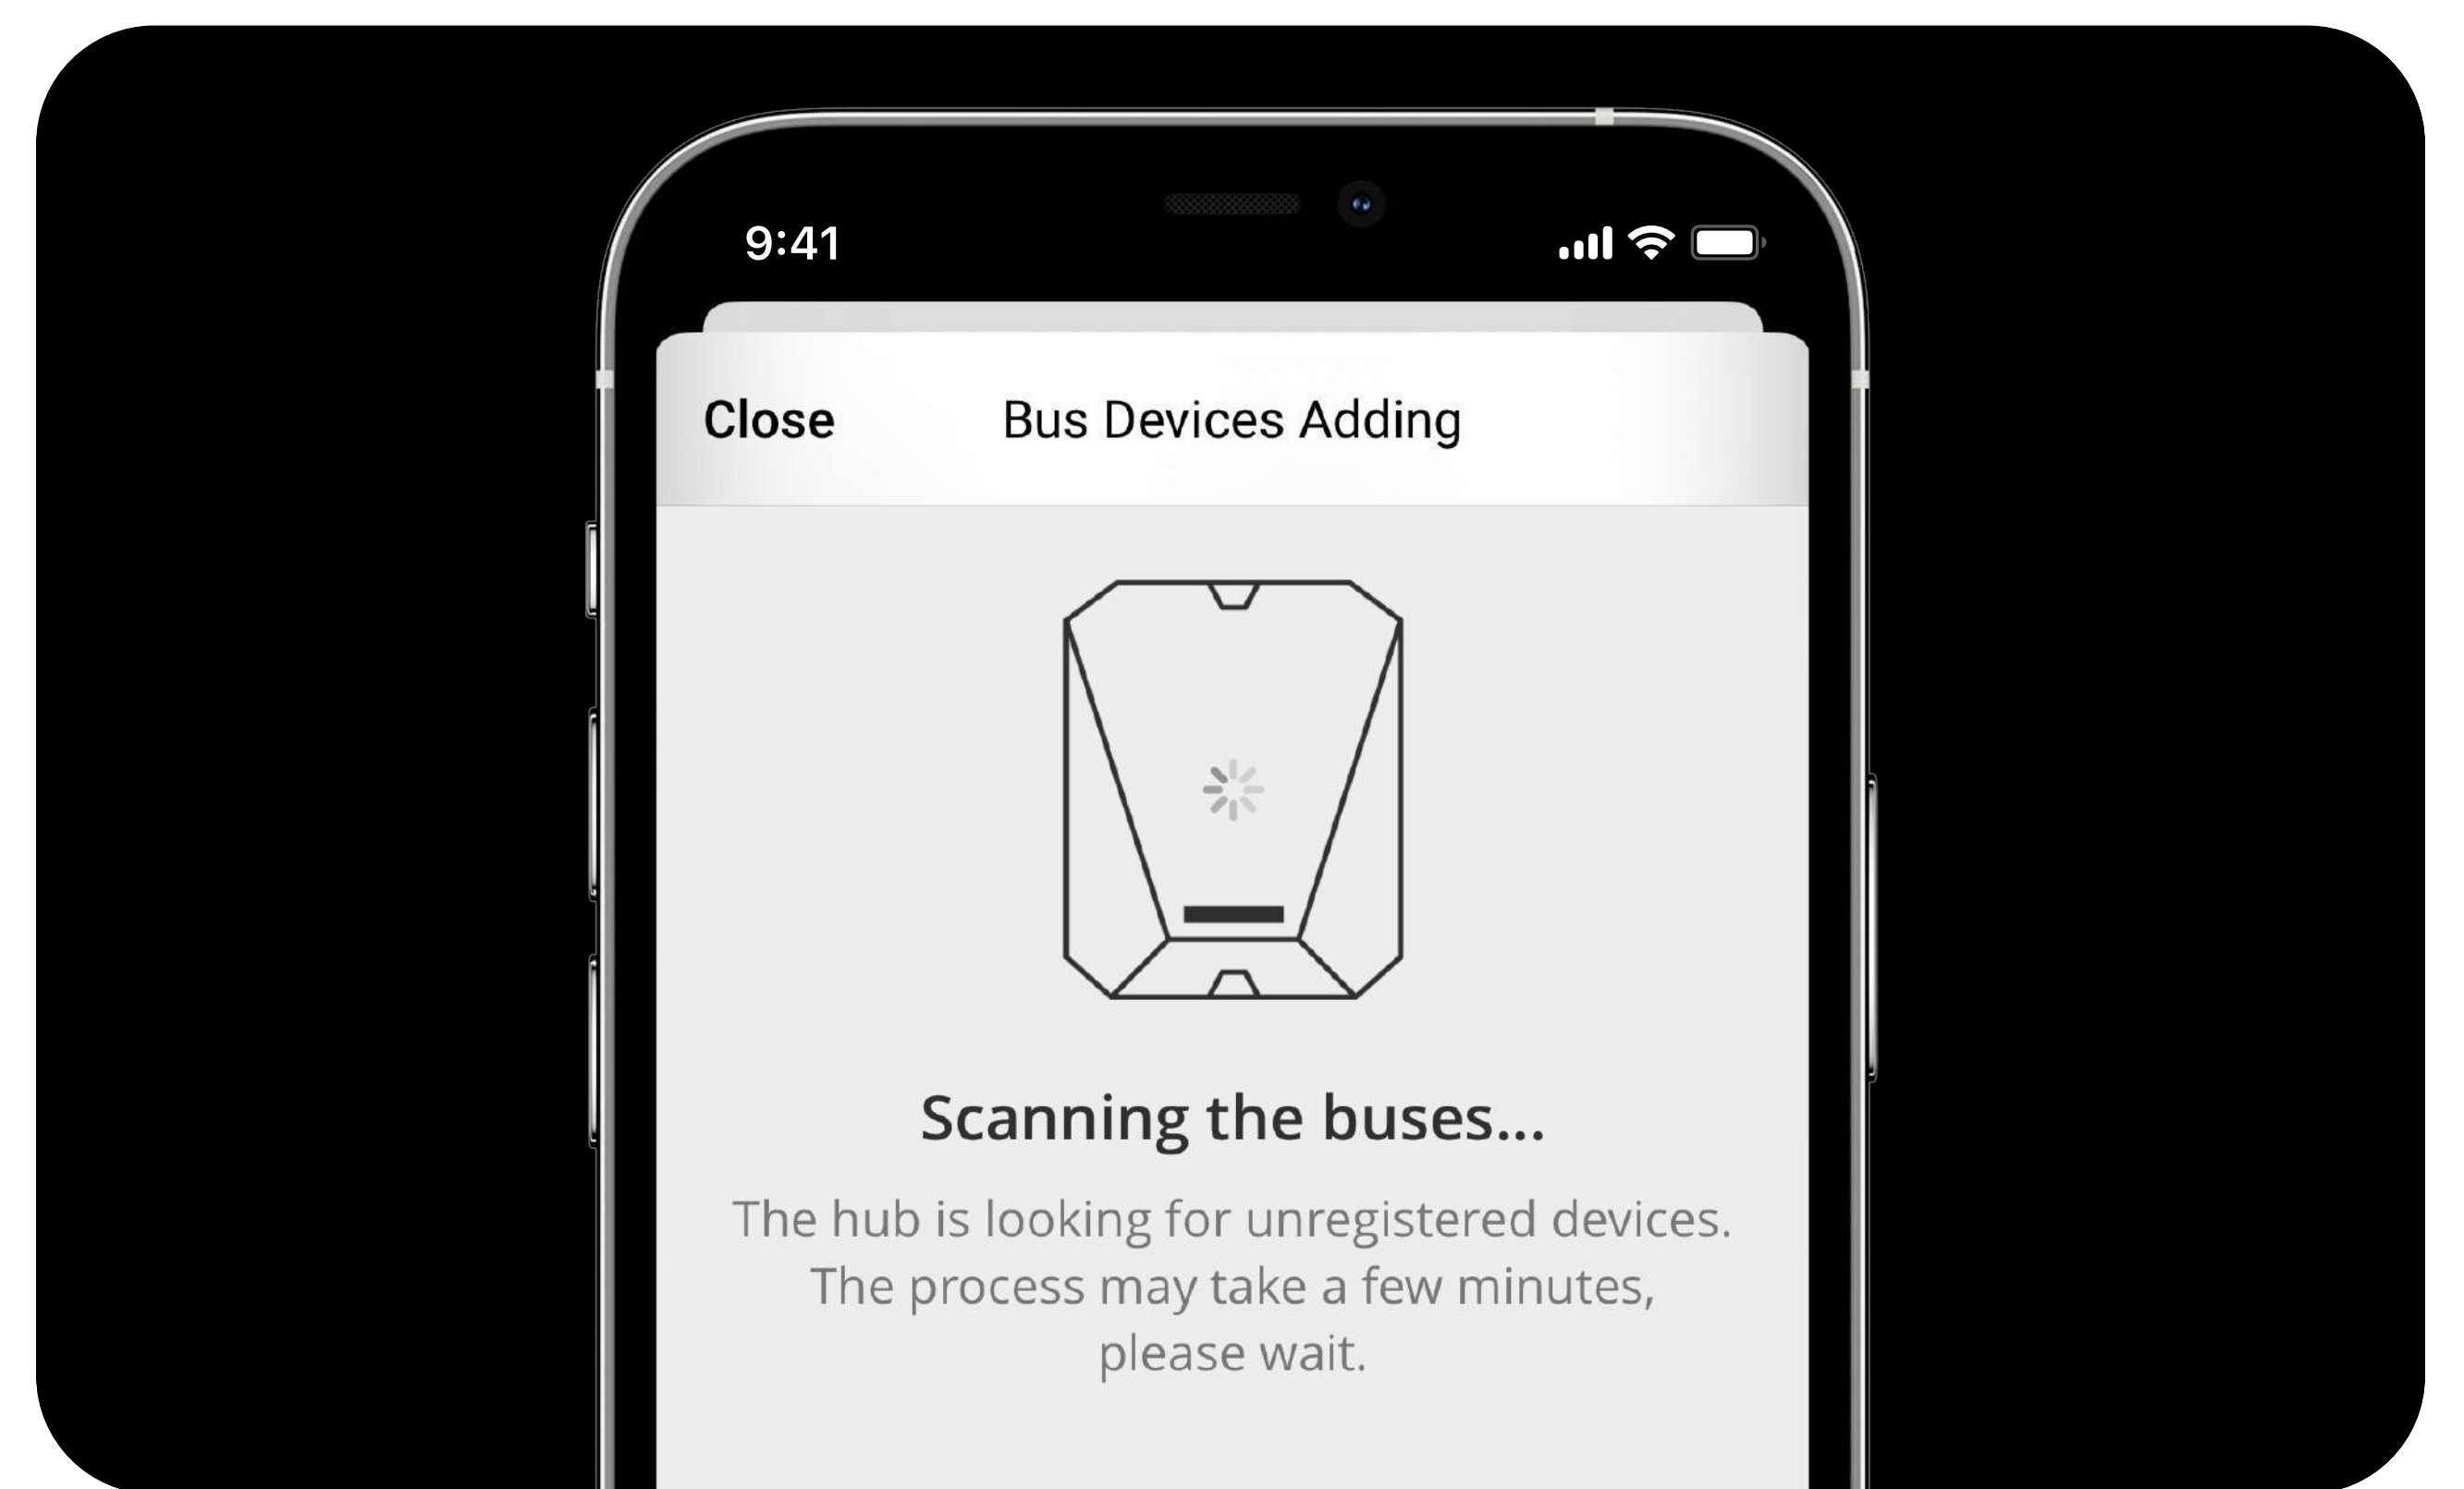 9:41
Close
Bus Devices Adding
Scanning the buses...
The hub is looking for unregistered devices.
The process may take a few minutes,
please wait.